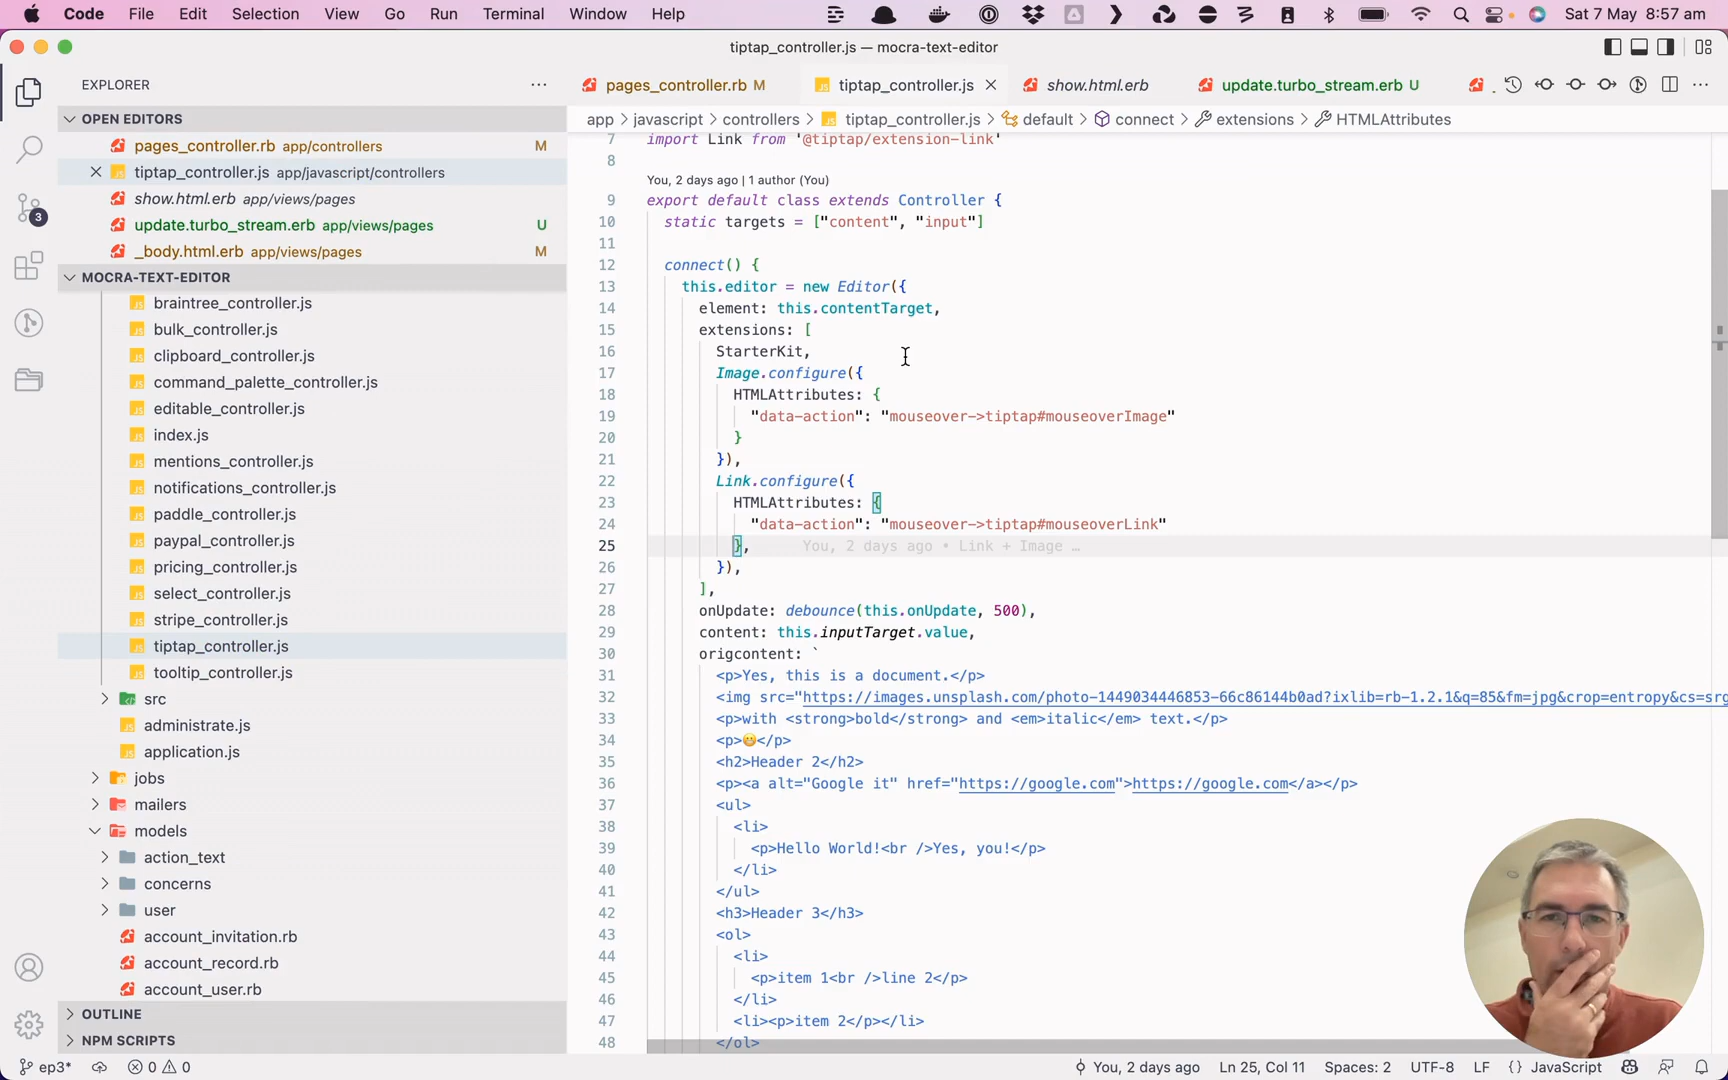 Code File Edit Selection View Go Run Terminal Window Help Sat 7 May 8:57 am
tiptap_controller.js — mocra-text-editor
EXPLORER
pages_controller.rb M tiptap_controller.js show.html.erb update.turbo_stream.erb U
app javascript controllers tiptap_controller.js default connect extensions HTMLAttributes
OPEN EDITORS
pages_controller.rb app/controllers M
tiptap_controller.js app/javascript/controllers
show.html.erb app/views/pages
update.turbo_stream.erb app/views/pages U
_body.html.erb app/views/pages M
MOCRA-TEXT-EDITOR
braintree_controller.js
bulk_controller.js
clipboard_controller.js
command_palette_controller.js
editable_controller.js
index.js
mentions_controller.js
notifications_controller.js
paddle_controller.js
paypal_controller.js
pricing_controller.js
select_controller.js
stripe_controller.js
tiptap_controller.js
tooltip_controller.js
src
administrate.js
application.js
jobs
mailers
models
action_text
concerns
user
account_invitation.rb
account_record.rb
account_user.rb
OUTLINE
NPM SCRIPTS
3
7 import Link from '@tiptap/extension-link'
8
You, 2 days ago | 1 author (You)
9 export default class extends Controller {
10 static targets = ["content", "input"]
11
12 connect() {
13 this.editor = new Editor({
14 element: this.contentTarget,
15 extensions: [
16 StarterKit,
17 Image.configure({
18 HTMLAttributes: {
19 "data-action": "mouseover->tiptap#mouseoverImage"
20 }
21 }),
22 Link.configure({
23 HTMLAttributes: {
24 "data-action": "mouseover->tiptap#mouseoverLink"
25 }, You, 2 days ago • Link + Image …
26 }),
27 ],
28 onUpdate: debounce(this.onUpdate, 500),
29 content: this.inputTarget.value,
30 origcontent: `
31 <p>Yes, this is a document.</p>
32 <img src="https://images.unsplash.com/photo-1449034446853-66c86144b0ad?ixlib=rb-1.2.1&q=85&fm=jpg&crop=entropy&cs=srg
33 <p>with <strong>bold</strong> and <em>italic</em> text.</p>
34 <p>😁</p>
35 <h2>Header 2</h2>
36 <p><a alt="Google it" href="https://google.com">https://google.com</a></p>
37 <ul>
38 <li>
39 <p>Hello World!<br />Yes, you!</p>
40 </li>
41 </ul>
42 <h3>Header 3</h3>
43 <ol>
44 <li>
45 <p>item 1<br />line 2</p>
46 </li>
47 <li><p>item 2</p></li>
48 </ol>
ep3* 0 0 You, 2 days ago Ln 25, Col 11 Spaces: 2 UTF-8 LF {} JavaScript